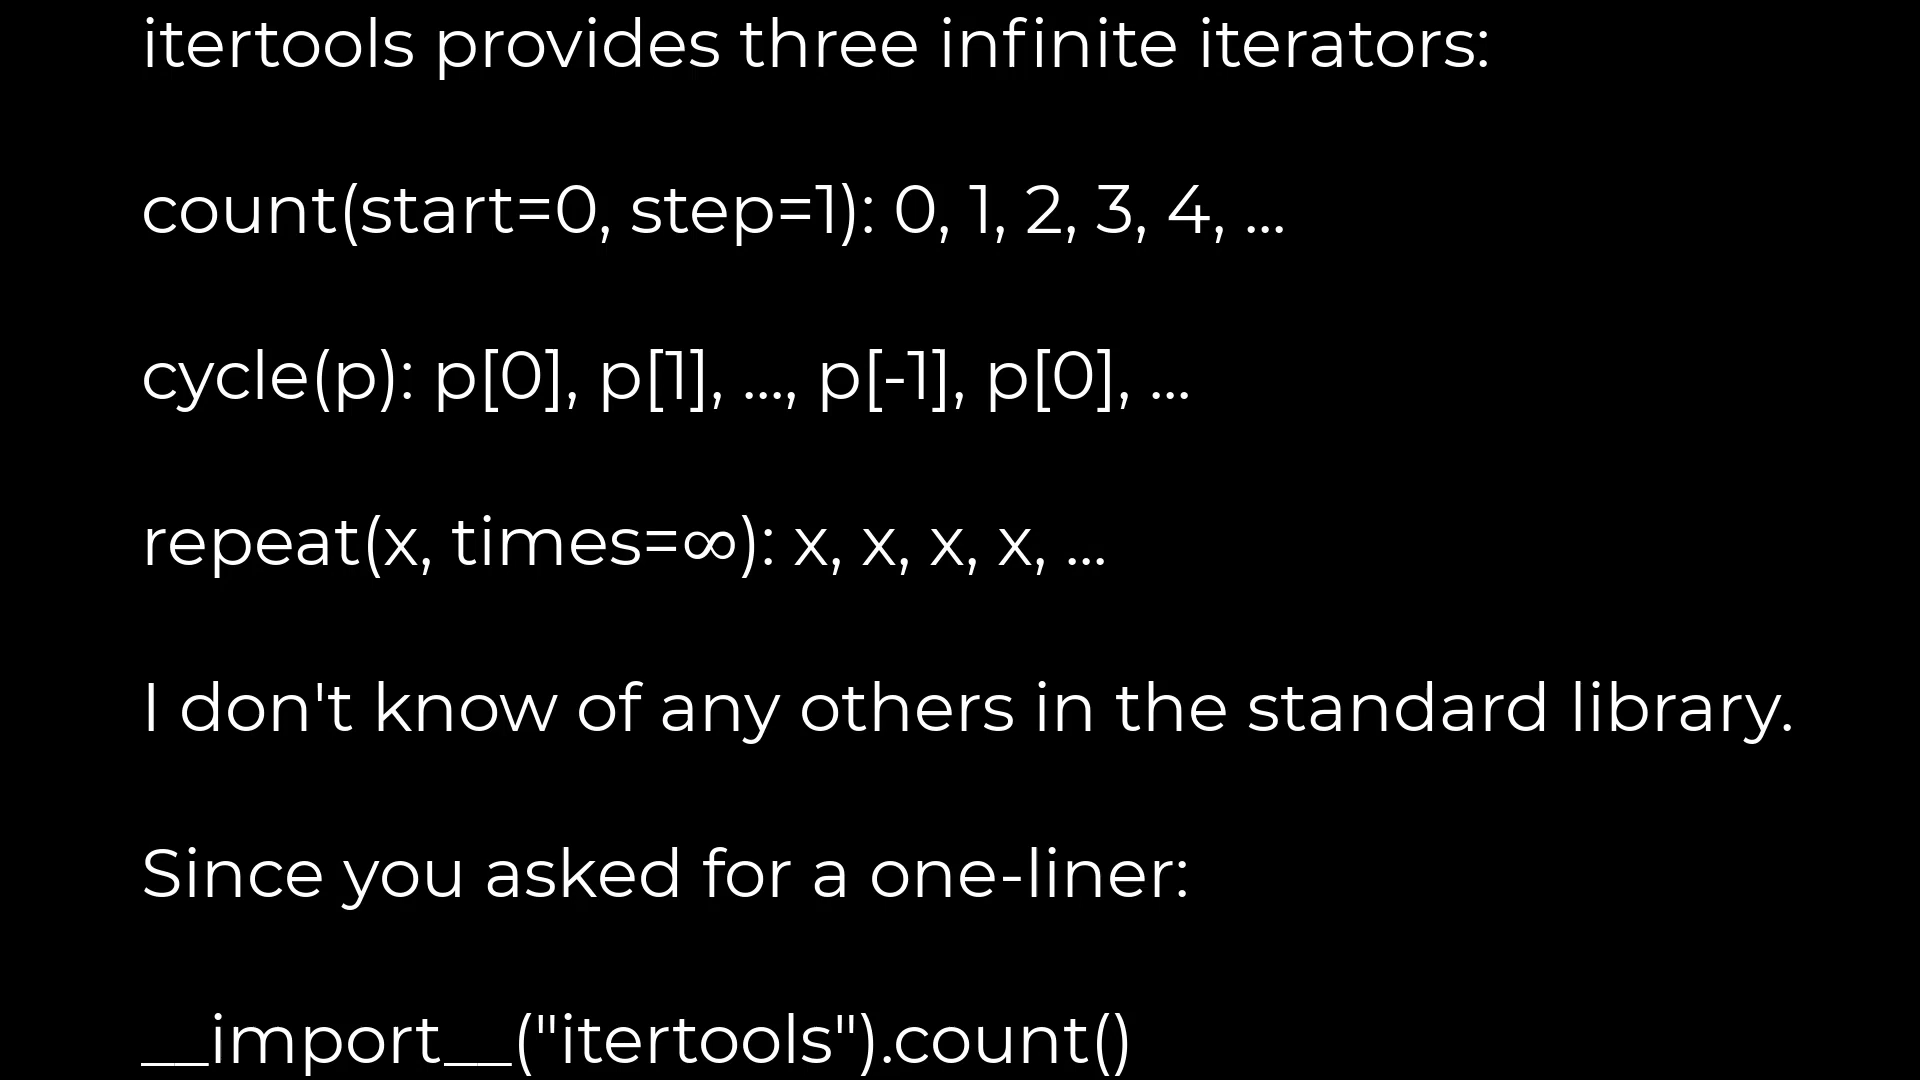 itertools provides three infinite iterators:
count(start=0, step=1): 0, 1, 2, 3, 4, ...
cycle(p): p[0], p[1], ..., p[-1], p[0], ...
repeat(x, times=∞): x, x, x, x, ...
I don't know of any others in the standard library.
Since you asked for a one-liner:
__import__("itertools").count()